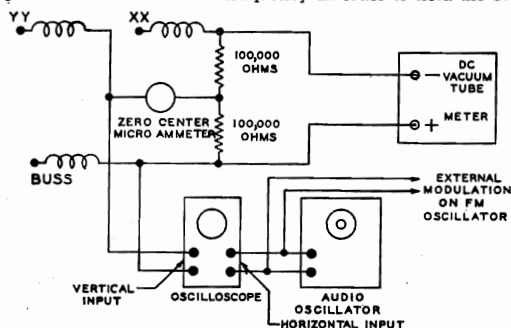 YY
XX
100,000
OHMS
DC
VACUUM
TUBE
METER
ZERO CENTER
MICRO AMMETER
100,000
OHMS
BUSS
EXTERNAL
MODULATION
ON FM
OSCILLATOR
VERTICAL
INPUT
OSCILLOSCOPE
AUDIO
OSCILLATOR
HORIZONTAL INPUT